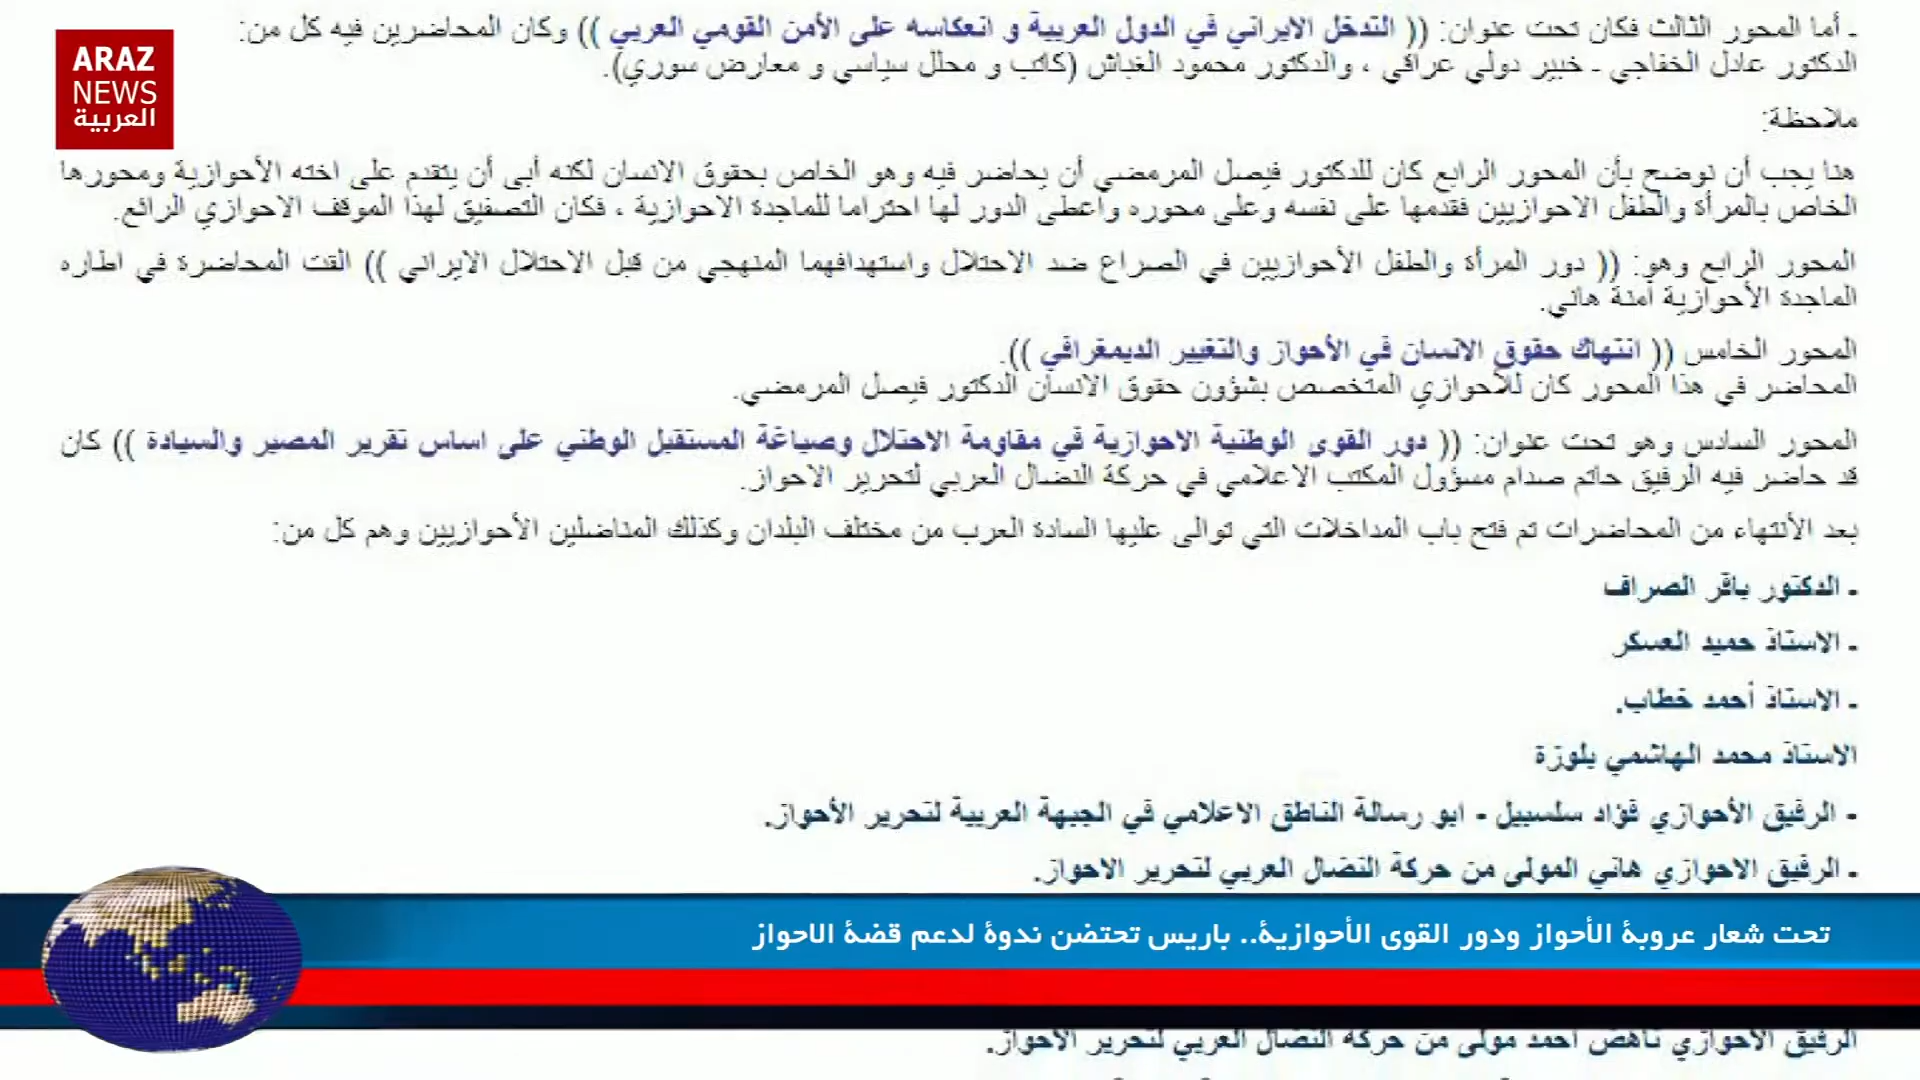 ARAZ
NEWS
العربية
ـ أما المحور الثالث فكان تحت عنوان: (( التدخل الايراني في الدول العربية و انعكاسه على الأمن القومي العربي )) وكان المحاضرين فيه كل من:
الدكتور عادل الخفاجي ـ خبير دولي عراقي ، والدكتور محمود الغباش (كاتب و محلل سياسي و معارض سوري).
ملاحظة:
هنا يجب أن نوضح بأن المحور الرابع كان للدكتور فيصل المرمضي أن يحاضر فيه وهو الخاص بحقوق الانسان لكنه أبى أن يتقدم على اخته الأحوازية ومحورها
الخاص بالمرأة والطفل الاحوازيين فقدمها على نفسه وعلى محوره وأعطى الدور لها احتراما للماجدة الاحوازية ، فكان التصفيق لهذا الموقف الاحوازي الرائع.
المحور الرابع وهو: (( دور المرأة والطفل الأحوازيين في الصراع ضد الاحتلال واستهدافهما المنهجي من قبل الاحتلال الايراني )) القت المحاضرة في اطاره
الماجدة الأحوازية آمنة هاني.
المحور الخامس (( انتهاك حقوق الانسان في الأحواز والتغيير الديمغرافي )).
المحاضر في هذا المحور كان للأحوازي المتخصص بشؤون حقوق الانسان الدكتور فيصل المرمضي.
المحور السادس وهو تحت عنوان: (( دور القوى الوطنية الاحوازية في مقاومة الاحتلال وصياغة المستقبل الوطني على اساس تقرير المصير والسيادة )) كان
قد حاضر فيه الرفيق حاتم صدام مسؤول المكتب الاعلامي في حركة النضال العربي لتحرير الاحواز.
بعد الأنتهاء من المحاضرات تم فتح باب المداخلات التي توالى عليها السادة العرب من مختلف البلدان وكذلك المناضلين الأحوازيين وهم كل من:
ـ الدكتور باقر الصراف
ـ الاستاذ حميد العسكر
ـ الاستاذ أحمد خطاب.
الاستاذ محمد الهاشمي بلوزة
- الرفيق الأحوازي فؤاد سلسبيل - ابو رسالة الناطق الاعلامي في الجبهة العربية لتحرير الأحواز.
ـ الرفيق الاحوازي هاني المولى من حركة النضال العربي لتحرير الاحواز.
تحت شعار عروبة الأحواز ودور القوى الأحوازية.. باريس تحتضن ندوة لدعم قضة الاحواز
الرفيق الاحوازي ناهض احمد مولى من حركة النضال العربي لتحرير الأحواز.